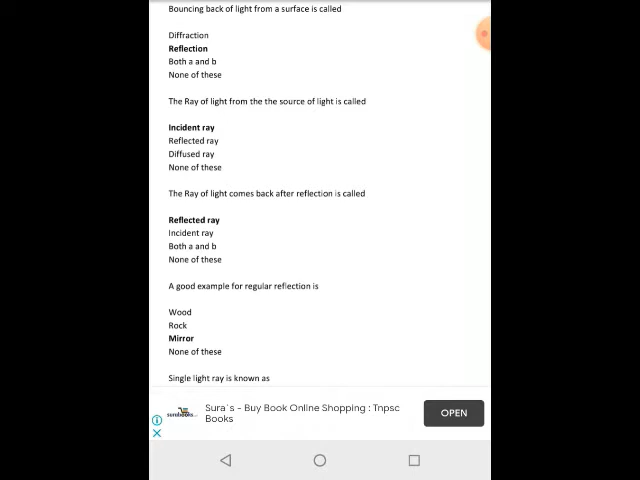 Bouncing back of light from a surface is called
Diffraction
Reflection
Both a and b
None of these
The Ray of light from the the source of light is called
Incident ray
Reflected ray
Diffused ray
None of these
The Ray of light comes back after reflection is called
Reflected ray
Incident ray
Both a and b
None of these
A good example for regular reflection is
Wood
Rock
Mirror
None of these
Single light ray is known as
Sura`s - Buy Book Online Shopping : Tnpsc
Books
OPEN